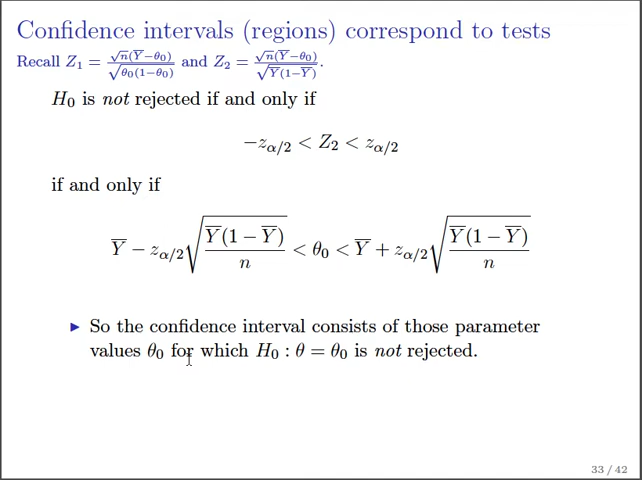 Confidence intervals (regions) correspond to tests
Recall Z₁ = √n(Y̅−θ₀)/√θ₀(1−θ₀) and Z₂ = √n(Y̅−θ₀)/√Y̅(1−Y̅).
H₀ is not rejected if and only if
−z_{α/2} < Z₂ < z_{α/2}
if and only if
Y̅ − z_{α/2}√(Y̅(1 − Y̅)/n) < θ₀ < Y̅ + z_{α/2}√(Y̅(1 − Y̅)/n)
▶ So the confidence interval consists of those parameter
values θ₀ for which H₀ : θ = θ₀ is not rejected.
33 / 42